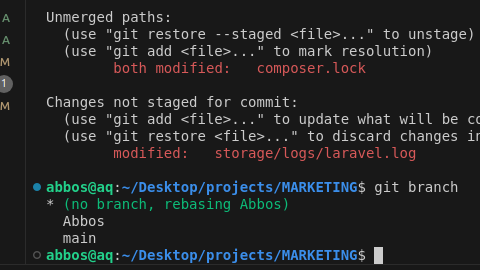 A
A
M
1
M
Unmerged paths:
(use "git restore --staged <file>..." to unstage)
(use "git add <file>..." to mark resolution)
both modified:   composer.lock
Changes not staged for commit:
(use "git add <file>..." to update what will be co
(use "git restore <file>..." to discard changes in
modified:   storage/logs/laravel.log
abbos@aq:~/Desktop/projects/MARKETING$ git branch
* (no branch, rebasing Abbos)
Abbos
main
abbos@aq:~/Desktop/projects/MARKETING$